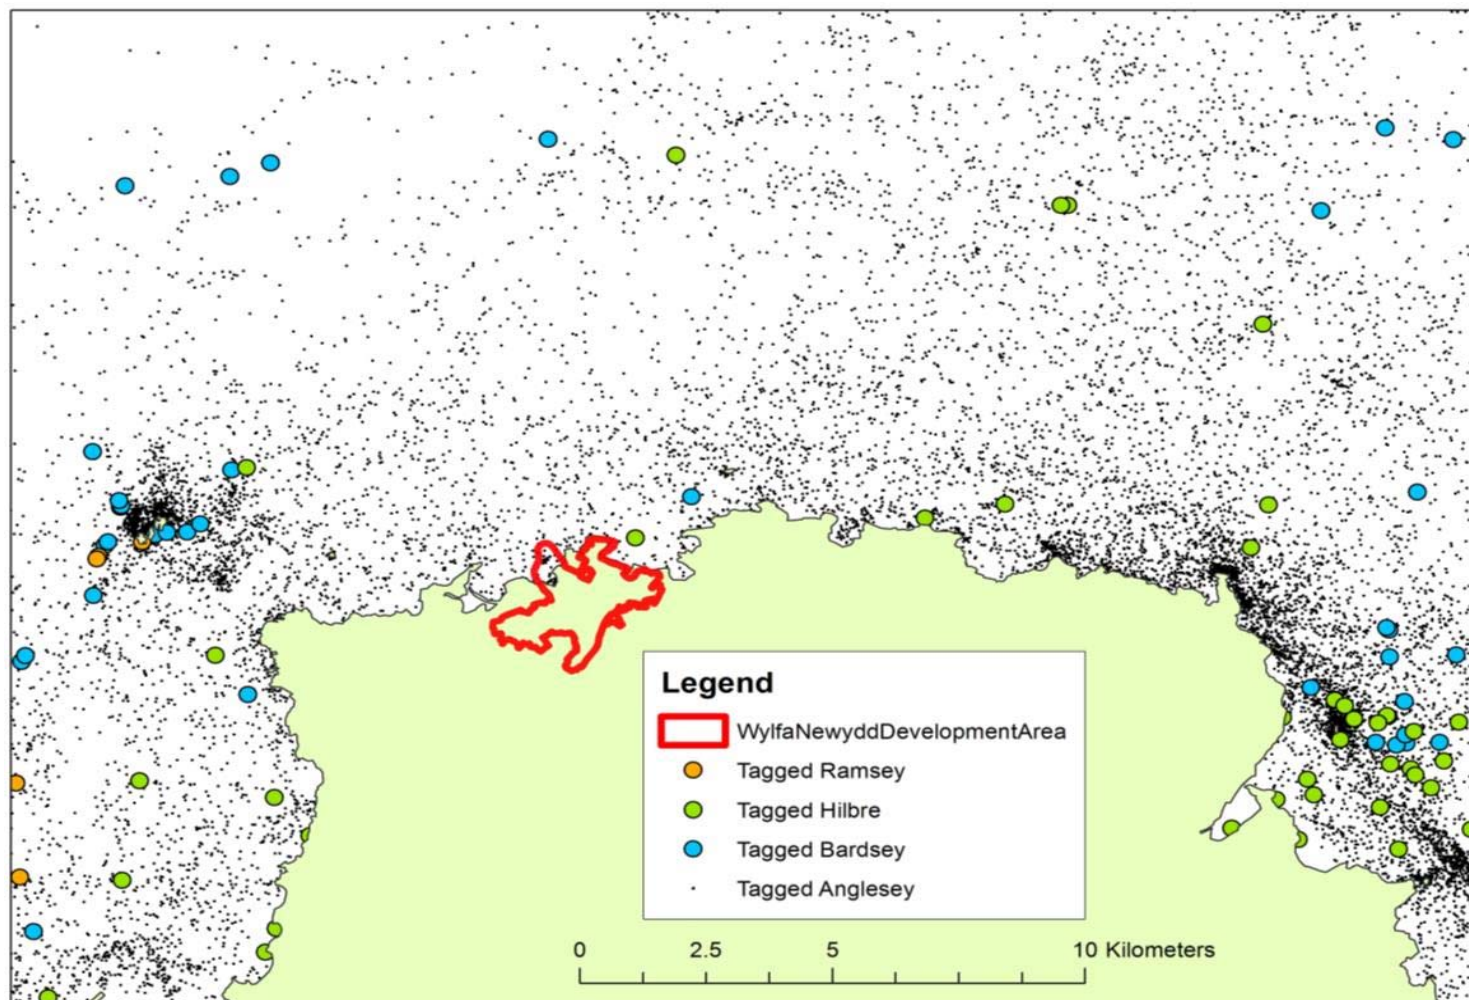 Legend
WylfaNewyddDevelopmentArea
Tagged Ramsey
Tagged Hilbre
Tagged Bardsey
Tagged Anglesey
0 2.5 5 10 Kilometers